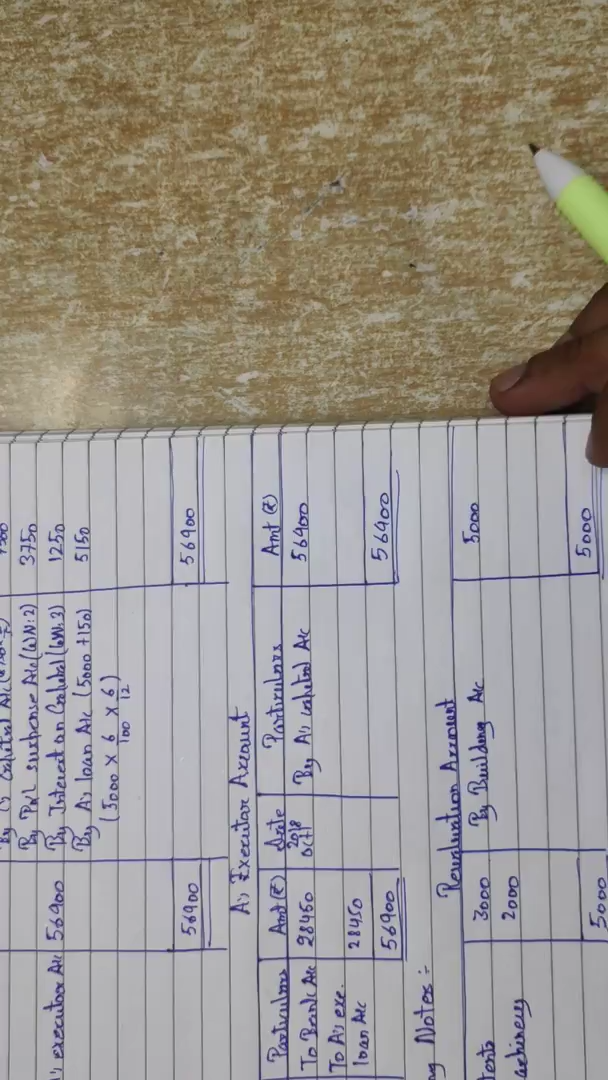 By C's Capital A/c
By P&L suspense A/c (W.N:2) 3750
By Interest on Capital (W.N:3) 1250
A's executor A/c 56900 By A's loan A/c (5000+150) 5150
(5000 × 6/100 × 6/12)
56900 56900
A's Executor Account
Particulars Amt (₹) Date Particulars Amt (₹)
To Bank A/c 28450 2018 Oct 1 By A's capital A/c 56900
To A's exe.
loan A/c 28450
56900 56900
Notes :-
Revaluation Account
3000 By Building A/c 5000
2000
5000 5000